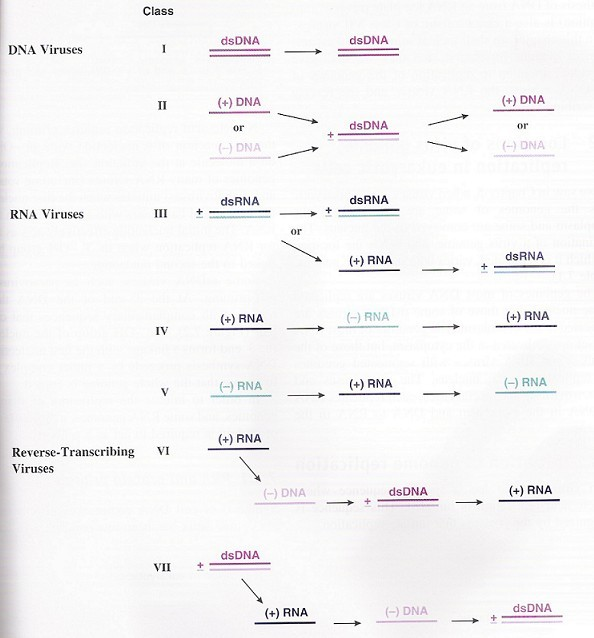 Class
DNA Viruses I dsDNA dsDNA
II (+) DNA (+) DNA
or dsDNA or
±
(–) DNA (–) DNA
RNA Viruses III ± dsRNA ± dsRNA
or
(+) RNA ± dsRNA
IV (+) RNA (–) RNA (+) RNA
V (–) RNA (+) RNA (–) RNA
Reverse-Transcribing VI (+) RNA
Viruses
(–) DNA ± dsDNA (+) RNA
VII ± dsDNA
(+) RNA (–) DNA ± dsDNA